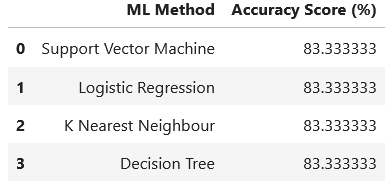 ML Method Accuracy Score (%)
0 Support Vector Machine 83.333333
1 Logistic Regression 83.333333
2 K Nearest Neighbour 83.333333
3 Decision Tree 83.333333